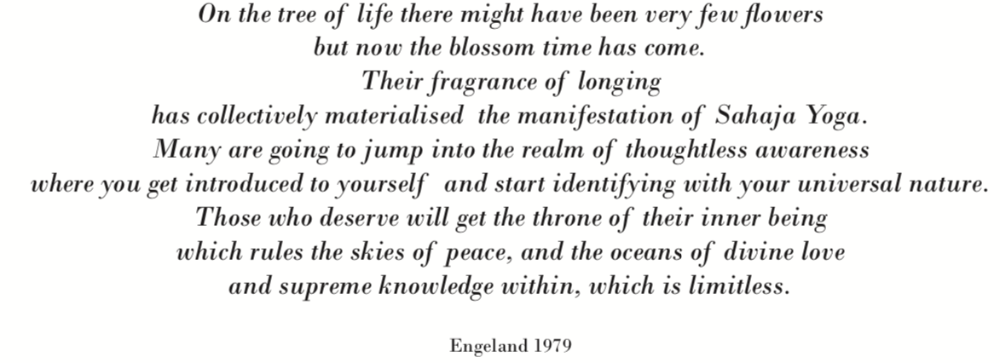 On the tree of life there might have been very few flowers
but now the blossom time has come.
Their fragrance of longing
has collectively materialised the manifestation of Sahaja Yoga.
Many are going to jump into the realm of thoughtless awareness
where you get introduced to yourself and start identifying with your universal nature.
Those who deserve will get the throne of their inner being
which rules the skies of peace, and the oceans of divine love
and supreme knowledge within, which is limitless.
Engeland 1979